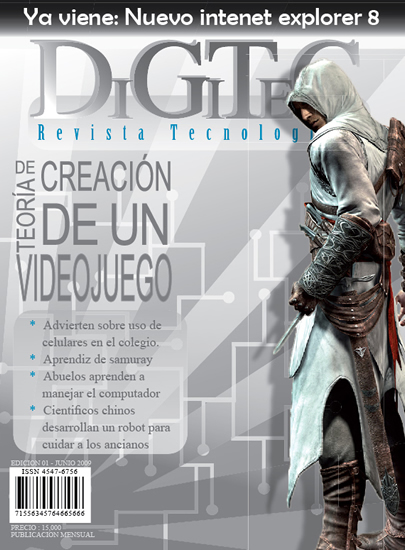 Ya viene: Nuevo intenet explorer 8
DIGITEC
Revista Tecnologi
TEORÍA DE
CREACIÓN
DE UN
VIDEOJUEGO
* Advierten sobre uso de
celulares en el colegio.
* Aprendiz de samuray
* Abuelos aprenden a
manejar el computador
* Cientificos chinos
desarrollan un robot para
cuidar a los ancianos
EDICION 01 - JUNIO 2009
ISSN 4547-6756
71556345764665666
PRECIO : 15,000
PUBLICACION MENSUAL